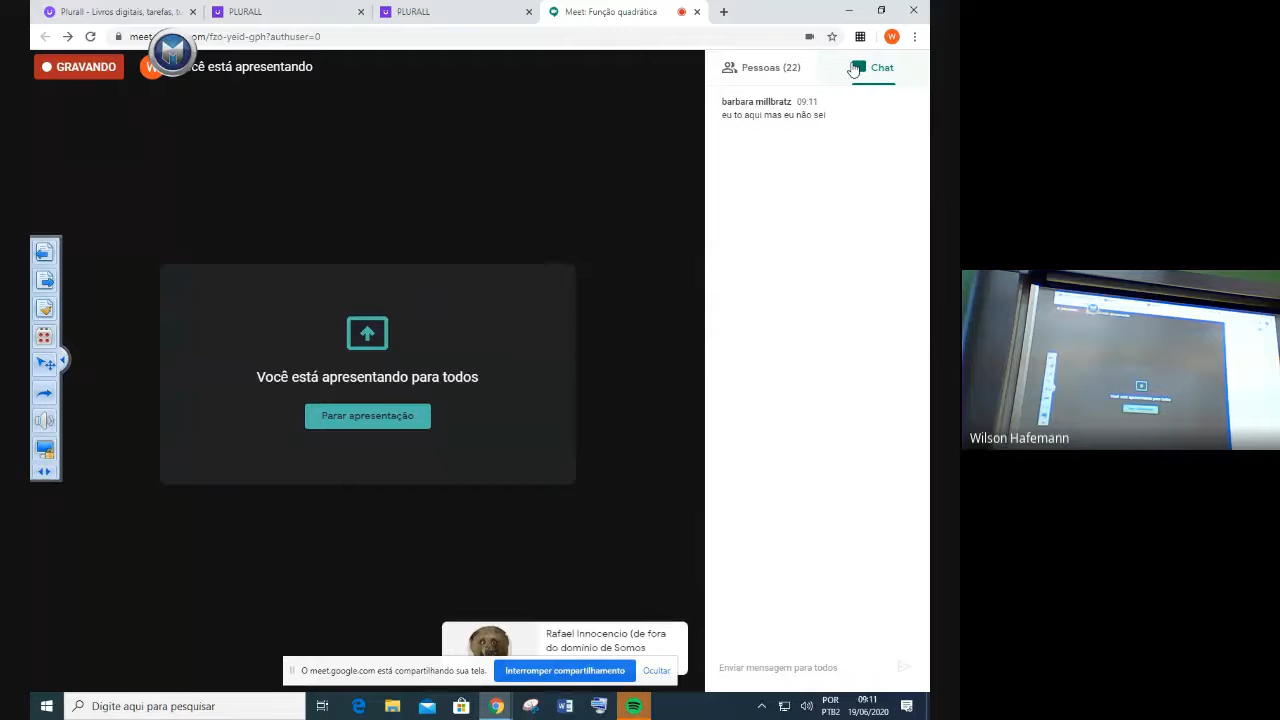 Plurall - Livros digitais, tarefas, tu
PLURALL
PLURALL
Meet: Função quadrática
/fzo-yeid-gph?authuser=0
W
GRAVANDO
está apresentando
Pessoas (22)
Chat
barbara millbratz 09:11
eu to aqui mas eu não sei
Você está apresentando para todos
Parar apresentação
Wilson Hafemann
Rafael Innocencio (de fora
do domínio de Somos
O meet.google.com está compartilhando sua tela.
Interromper compartilhamento
Ocultar
Enviar mensagem para todos
Digite aqui para pesquisar
POR
PTB2
09:11
19/06/2020